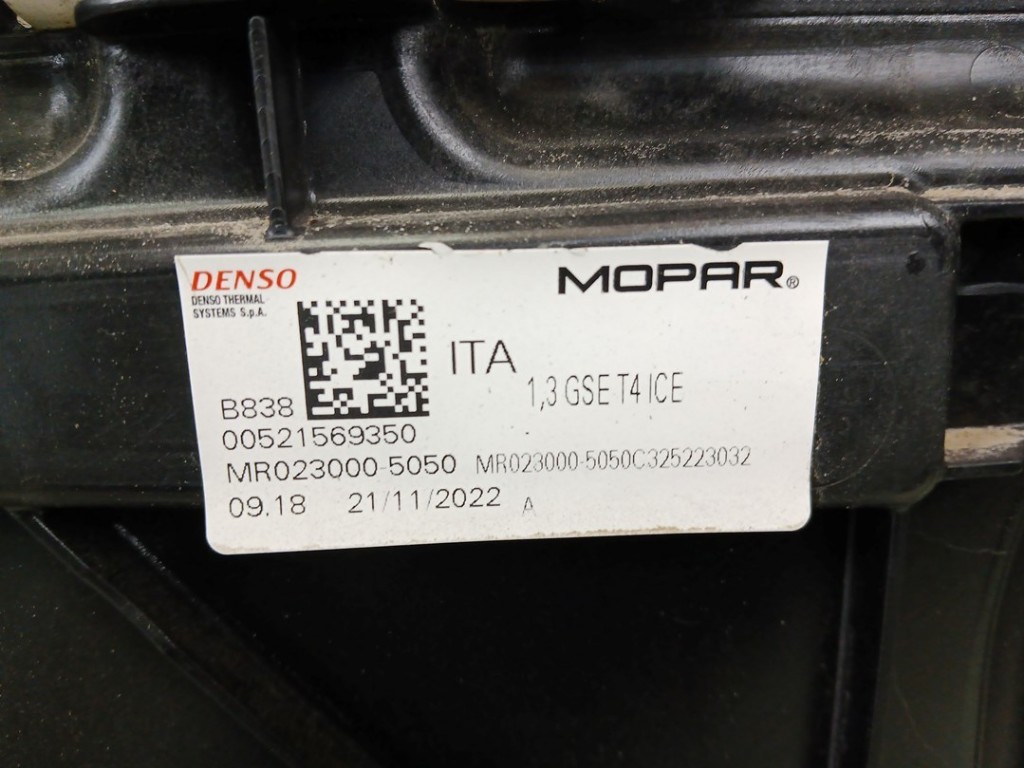 DENSO
DENSO THERMAL
SYSTEMS S.p.A.
MOPAR®
ITA
1,3 GSE T4 ICE
B838
00521569350
MR023000-5050 MR023000-5050C325223032
09.18 21/11/2022 A